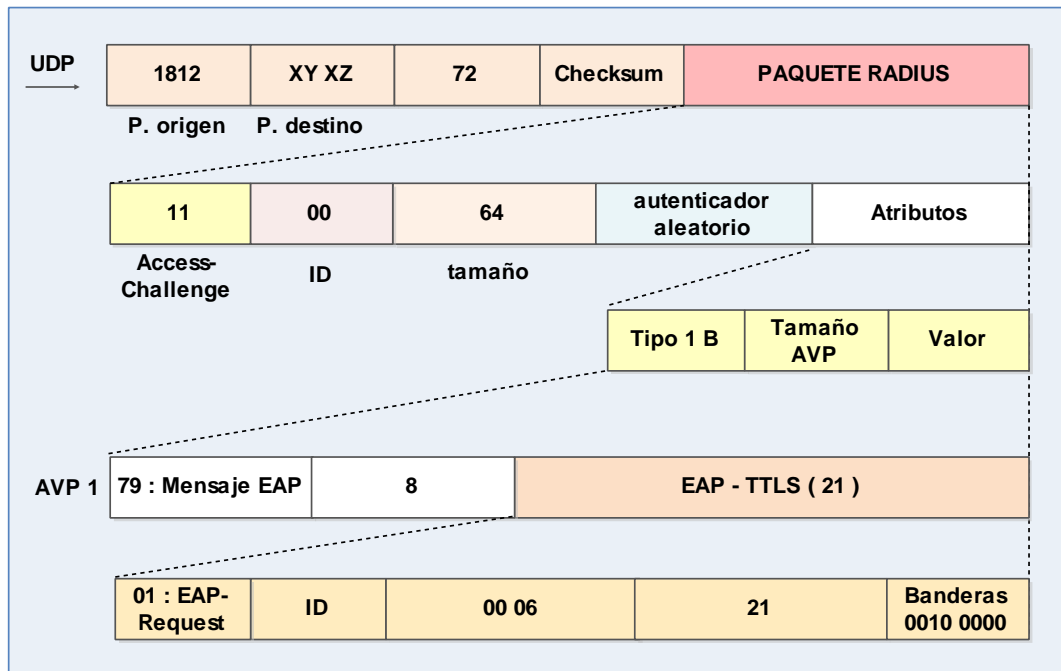 UDP
1812
XY XZ
72
Checksum
PAQUETE RADIUS
P. origen
P. destino
11
00
64
autenticador
aleatorio
Atributos
Access-
Challenge
ID
tamaño
Tipo 1 B
Tamaño
AVP
Valor
AVP 1
79 : Mensaje EAP
8
EAP - TTLS ( 21 )
01 : EAP-
Request
ID
00 06
21
Banderas
0010 0000